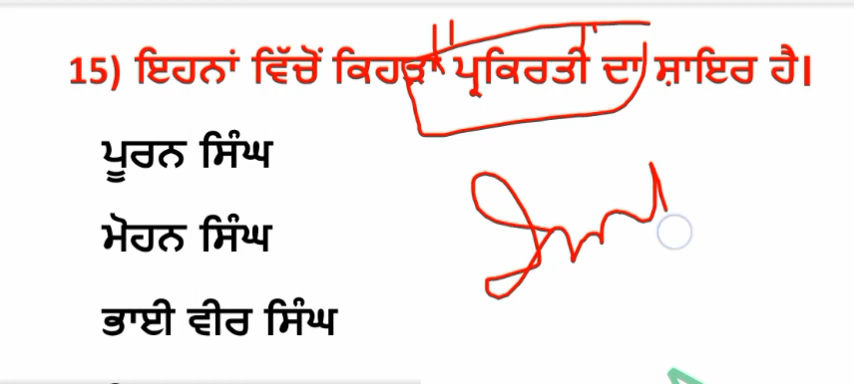 15) ਇਹਨਾਂ ਵਿੱਚੋਂ ਕਿਹੜਾ ਪ੍ਰਕਿਰਤੀ ਦਾ ਸ਼ਾਇਰ ਹੈ।
ਪੂਰਨ ਸਿੰਘ
ਮੋਹਨ ਸਿੰਘ
ਭਾਈ ਵੀਰ ਸਿੰਘ